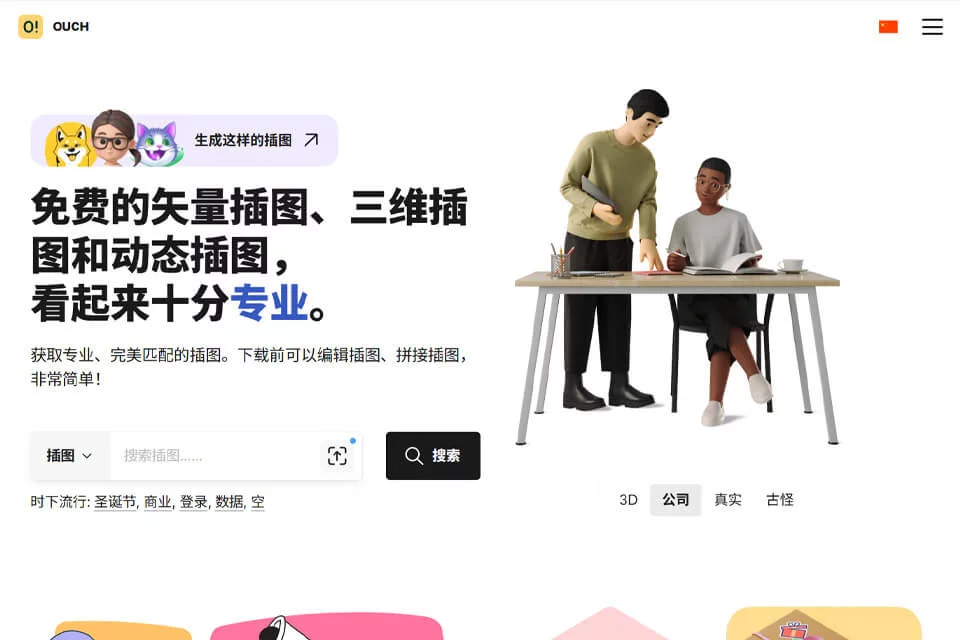 O! OUCH
生成这样的插图
免费的矢量插图、三维插
图和动态插图，
看起来十分专业。
获取专业、完美匹配的插图。下载前可以编辑插图、拼接插图，
非常简单！
插图 搜索插图…… 搜索
时下流行: 圣诞节, 商业, 登录, 数据, 空
3D 公司 真实 古怪